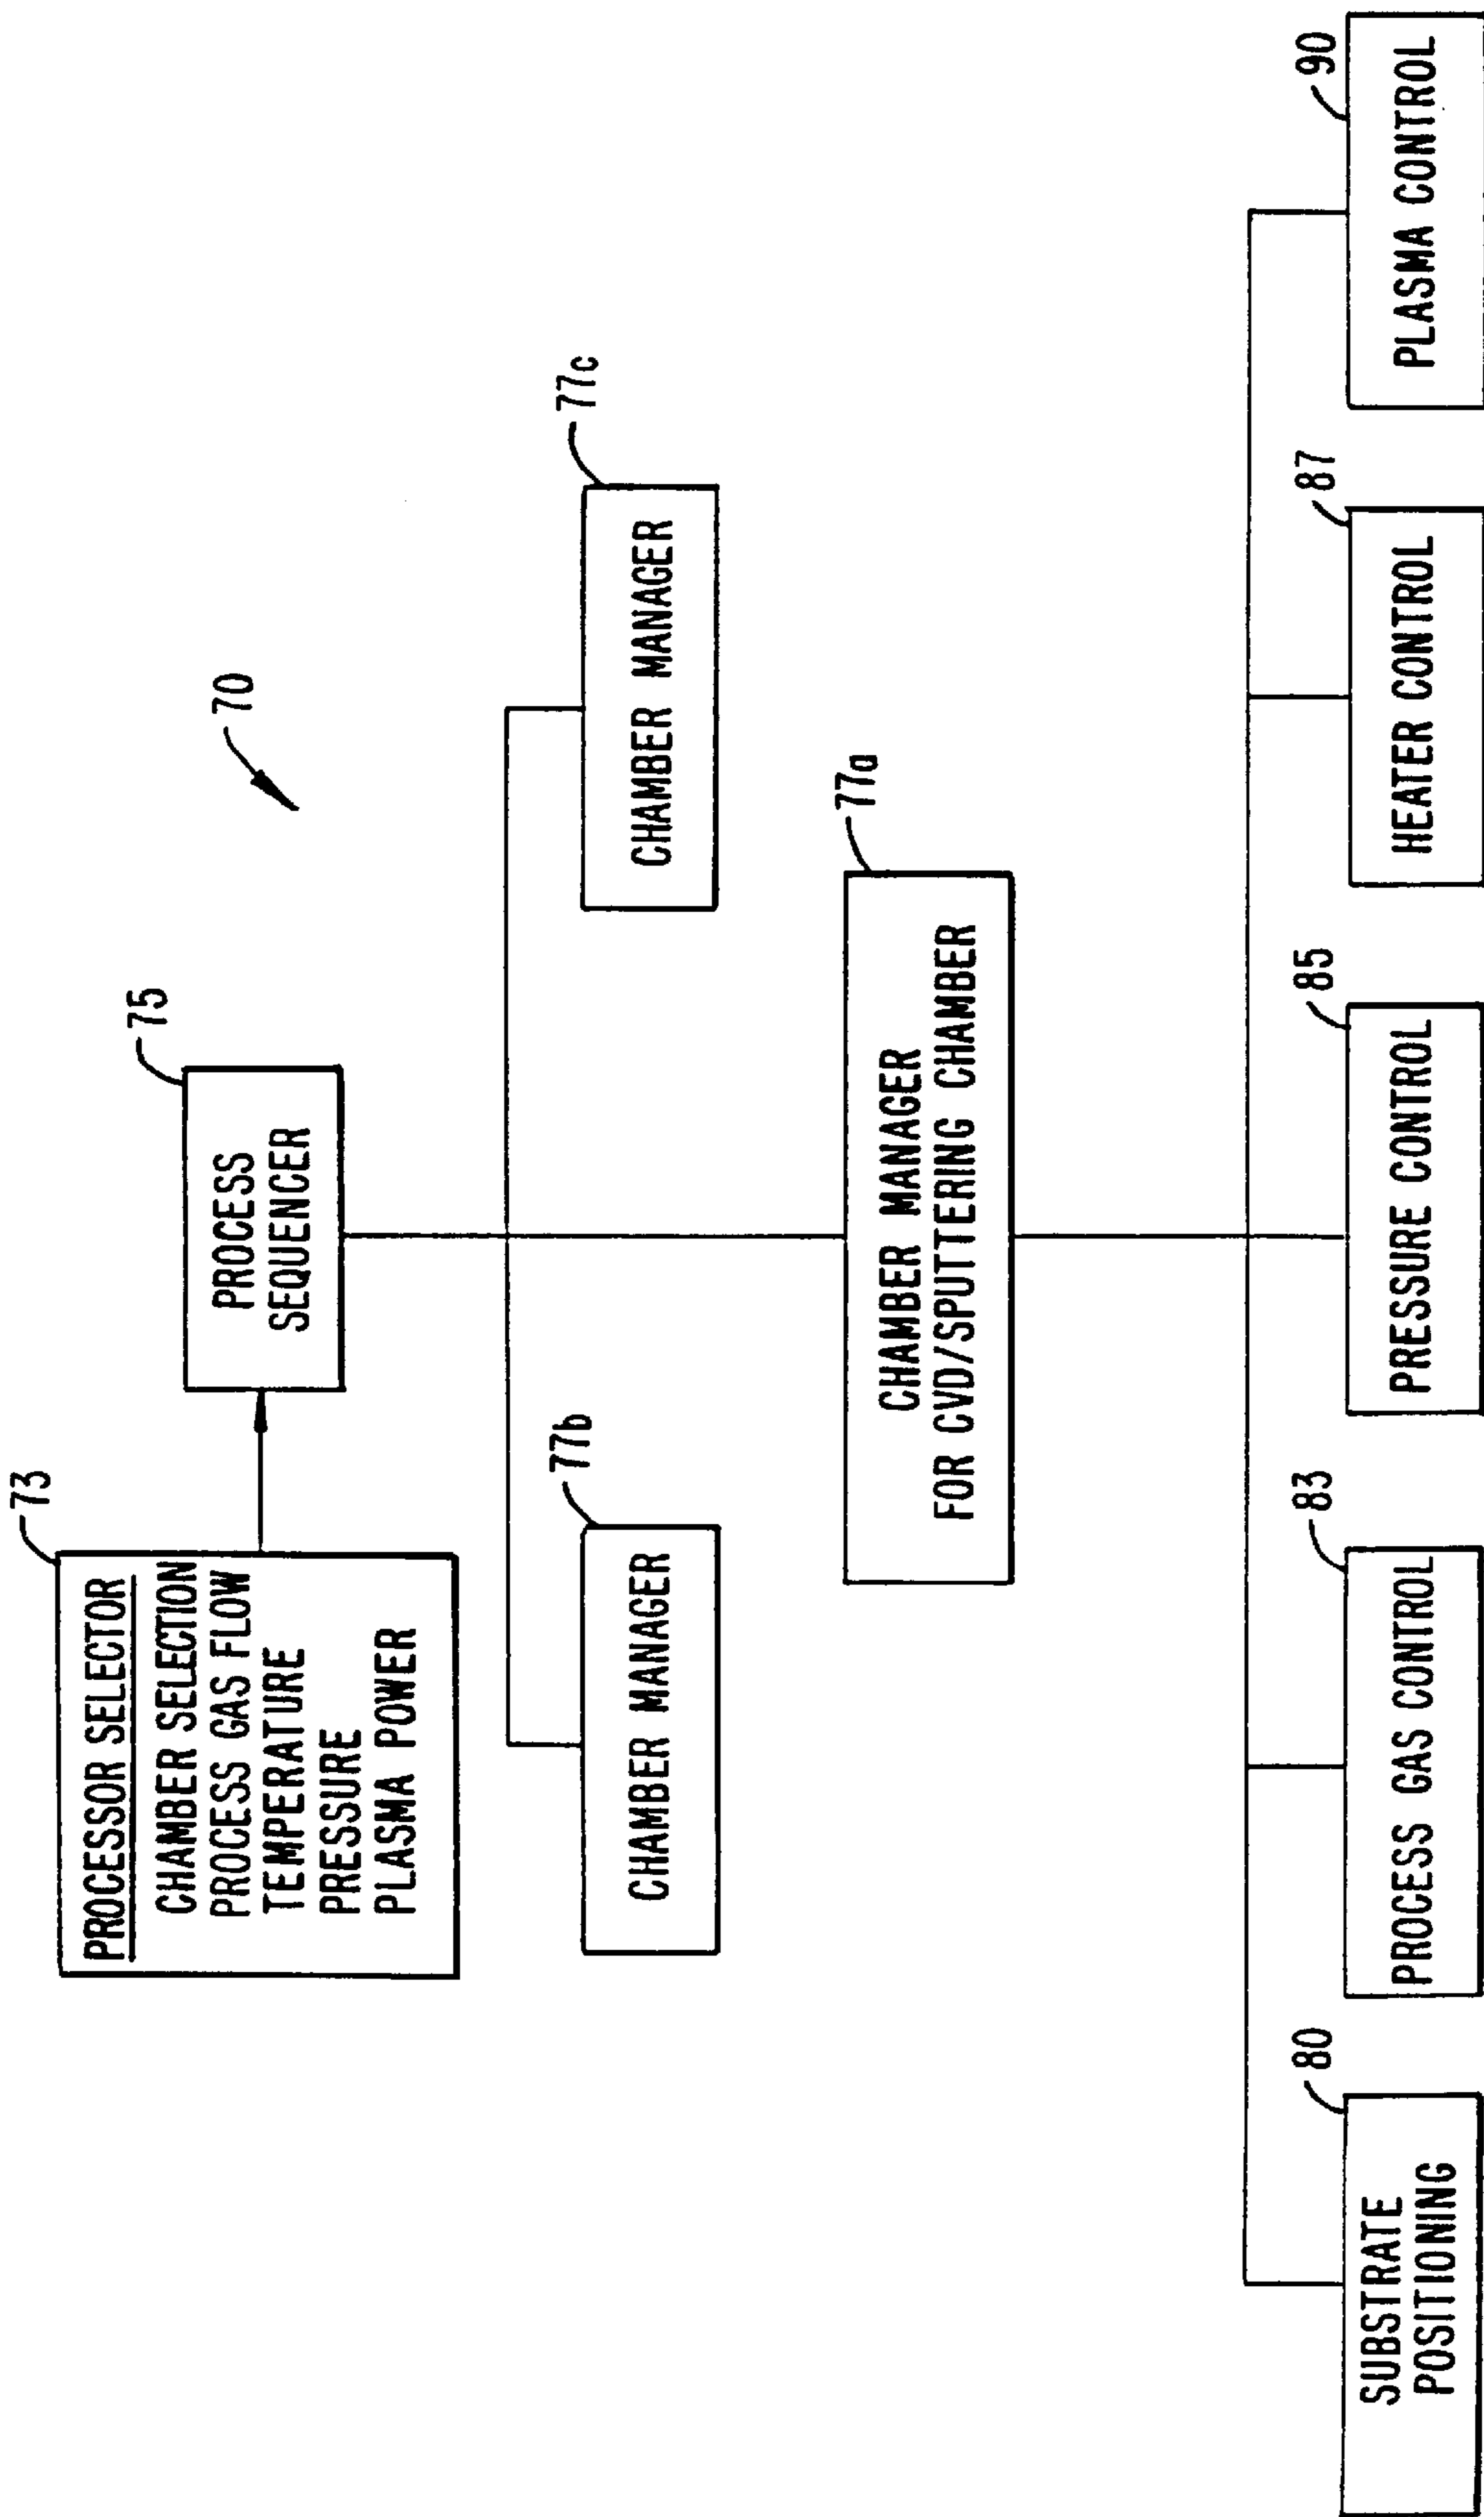 70
73
PROCESSOR SELECTOR
CHAMBER SELECTION
PROCESS GAS FLOW
TEMPERATURE
PRESSURE
PLASMA POWER
75
PROCESS
SEQUENCER
77b
CHAMBER MANAGER
77c
CHAMBER MANAGER
77a
CHAMBER MANAGER
FOR CVD/SPUTTERING CHAMBER
80
SUBSTRATE
POSITIONING
83
PROCESS GAS CONTROL
85
PRESSURE CONTROL
87
HEATER CONTROL
90
PLASMA CONTROL